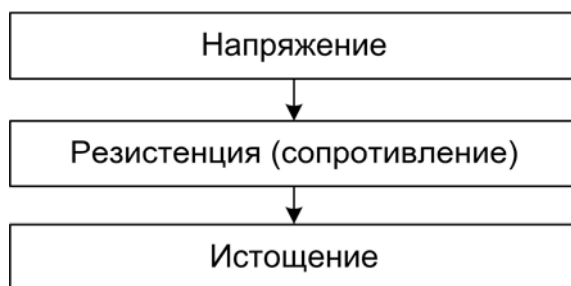 Напряжение
Резистенция (сопротивление)
Истощение